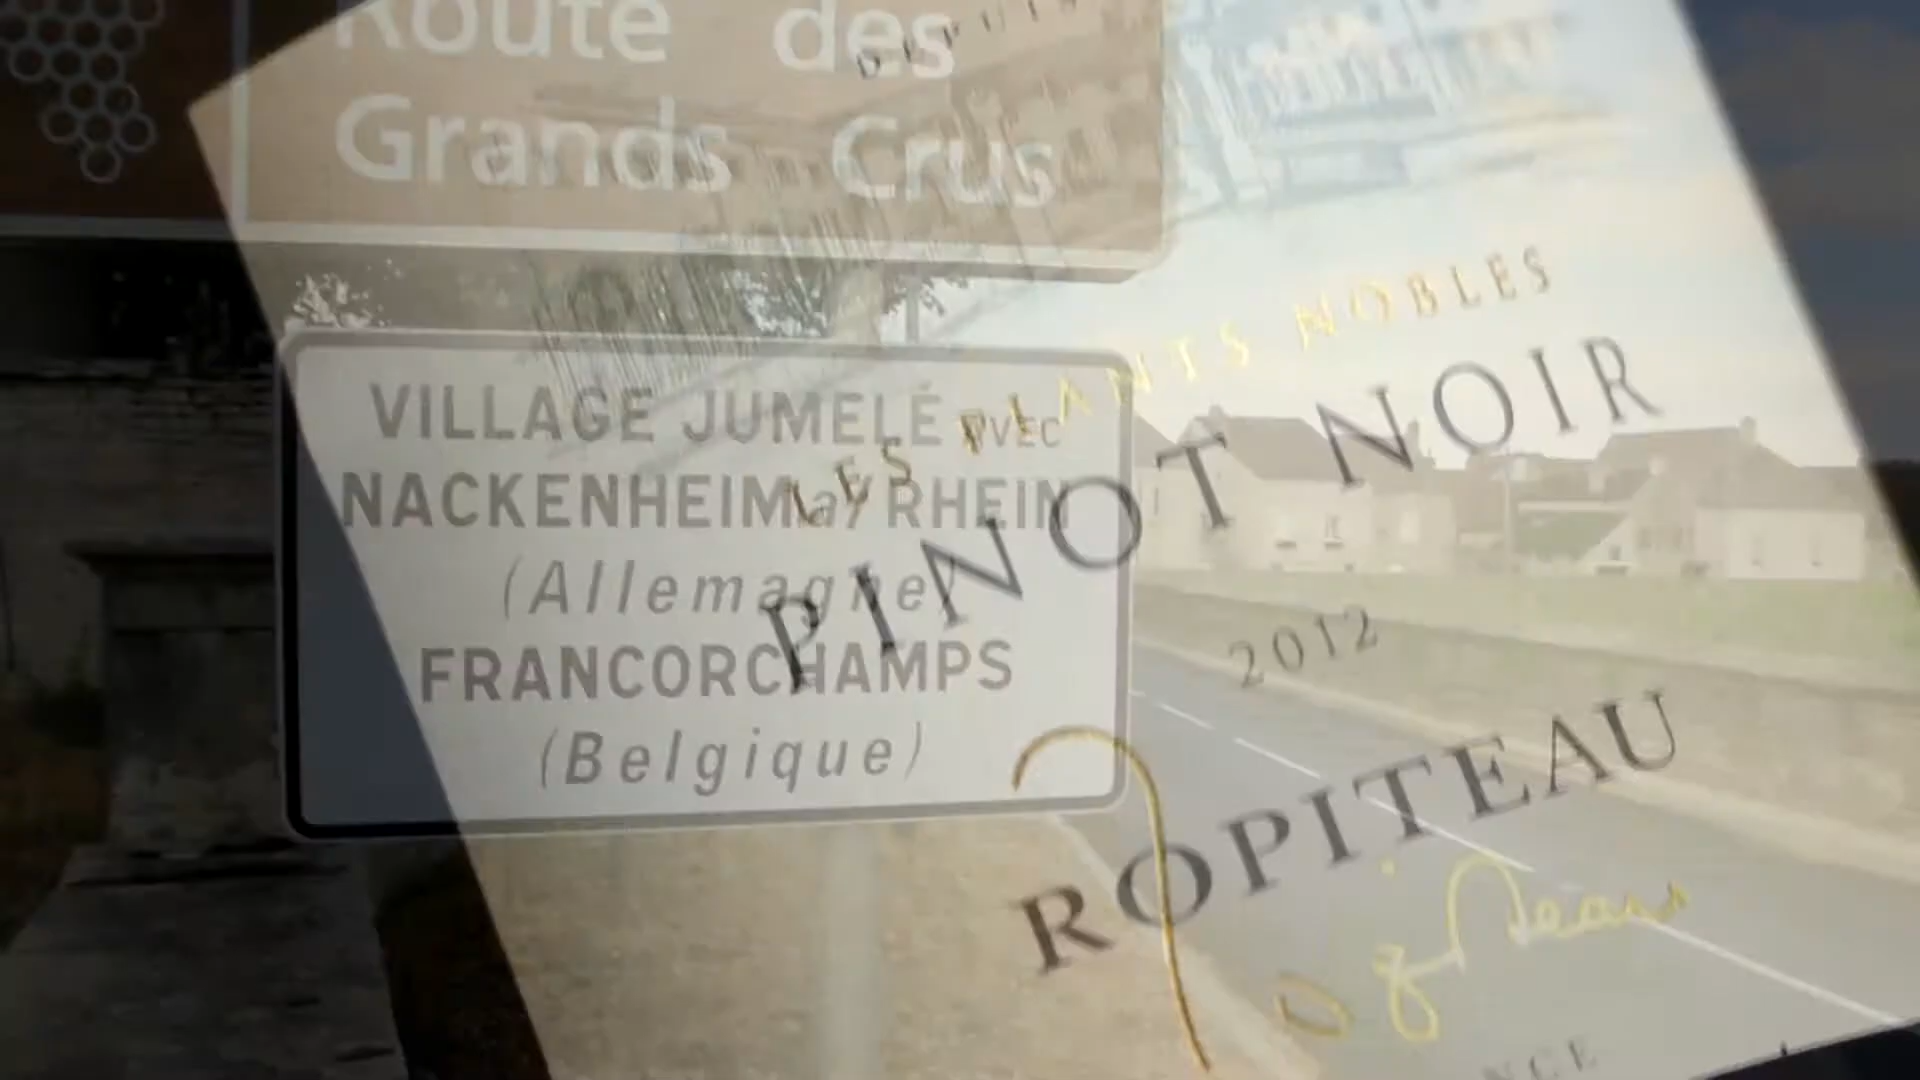 Route des
Grands Crus
VILLAGE JUMELÉ AVEC
NACKENHEIM a/ RHEIN
(Allemagne)
FRANCORCHAMPS
(Belgique)
DEPUIS
LES PLANTS NOBLES
PINOT NOIR
2012
ROPITEAU